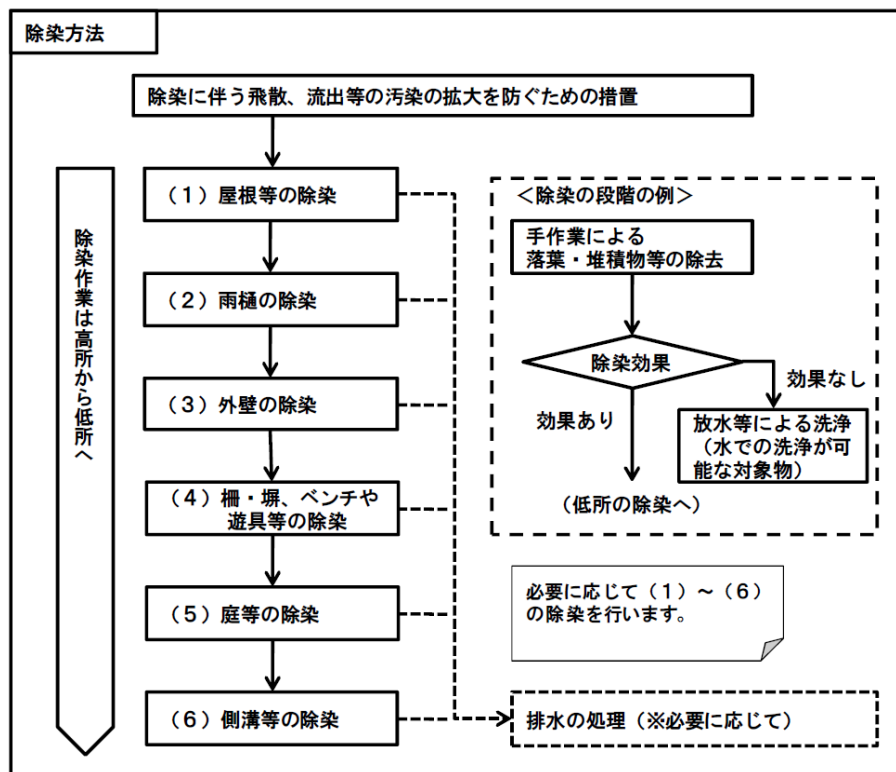 除染方法
除染に伴う飛散、流出等の汚染の拡大を防ぐための措置
除染作業は高所から低所へ
（１）屋根等の除染
（２）雨樋の除染
（３）外壁の除染
（４）柵・塀、ベンチや
遊具等の除染
（５）庭等の除染
（６）側溝等の除染
＜除染の段階の例＞
手作業による
落葉・堆積物等の除去
除染効果
効果なし
効果あり
放水等による洗浄
（水での洗浄が可
能な対象物）
（低所の除染へ）
必要に応じて（１）～（６）
の除染を行います。
排水の処理（※必要に応じて）